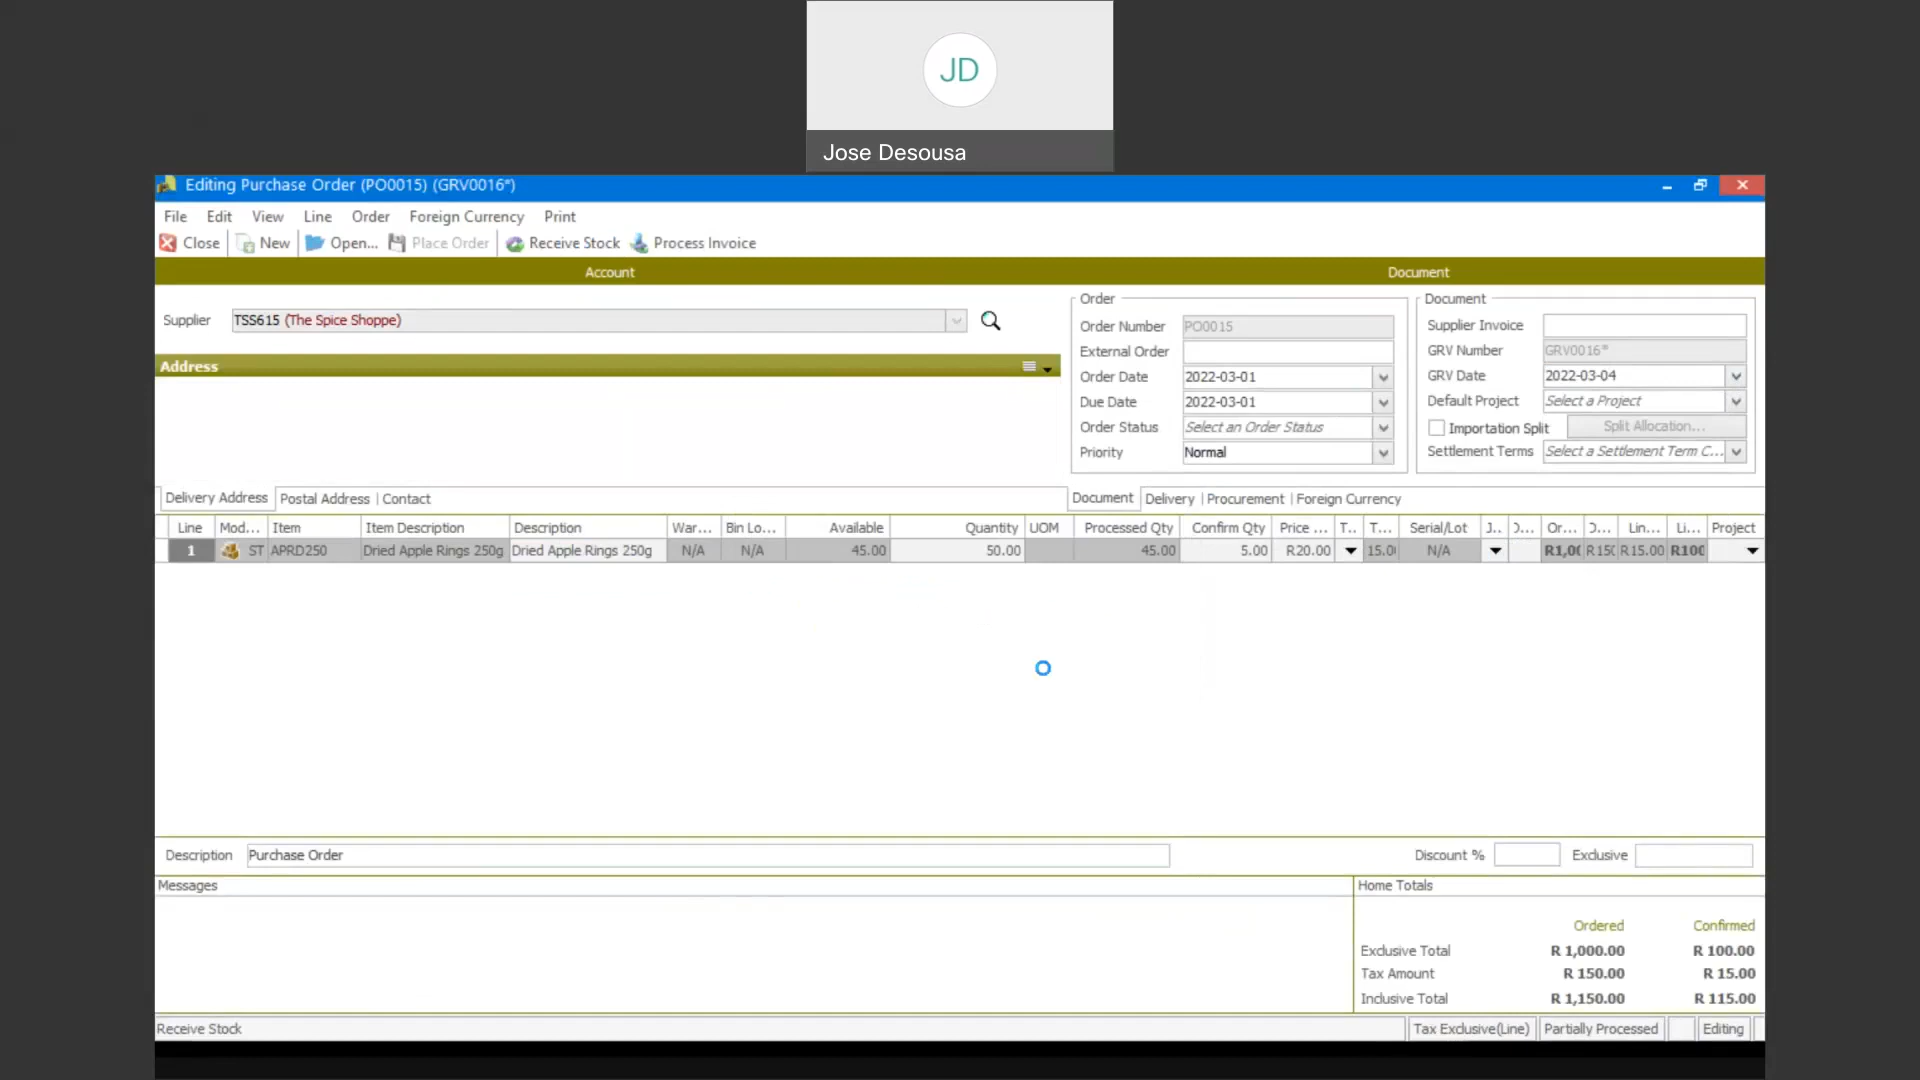 JD
Jose Desousa
Editing Purchase Order (PO0015) (GRV0016*)
File Edit View Line Order Foreign Currency Print
Close New Open... Place Order Receive Stock Process Invoice
Account Document
Supplier TSS615 (The Spice Shoppe)
Address
Order
Order Number PO0015
External Order
Order Date 2022-03-01
Due Date 2022-03-01
Order Status Select an Order Status
Priority Normal
Document
Supplier Invoice
GRV Number GRV0016*
GRV Date 2022-03-04
Default Project Select a Project
Importation Split Split Allocation...
Settlement Terms Select a Settlement Term C...
Delivery Address Postal Address | Contact Document Delivery | Procurement | Foreign Currency
Line Mod... Item Item Description Description War... Bin Lo... Available Quantity UOM Processed Qty Confirm Qty Price ... T.. T... Serial/Lot J.. Or... D... Lin... Li... Project
1 ST APRD250 Dried Apple Rings 250g Dried Apple Rings 250g N/A N/A 45.00 50.00 45.00 5.00 R20.00 15.0 N/A R1,0 R15 R15.00 R100
Description Purchase Order Discount % Exclusive
Messages Home Totals
Ordered Confirmed
Exclusive Total R 1,000.00 R 100.00
Tax Amount R 150.00 R 15.00
Inclusive Total R 1,150.00 R 115.00
Receive Stock Tax Exclusive(Line) Partially Processed Editing